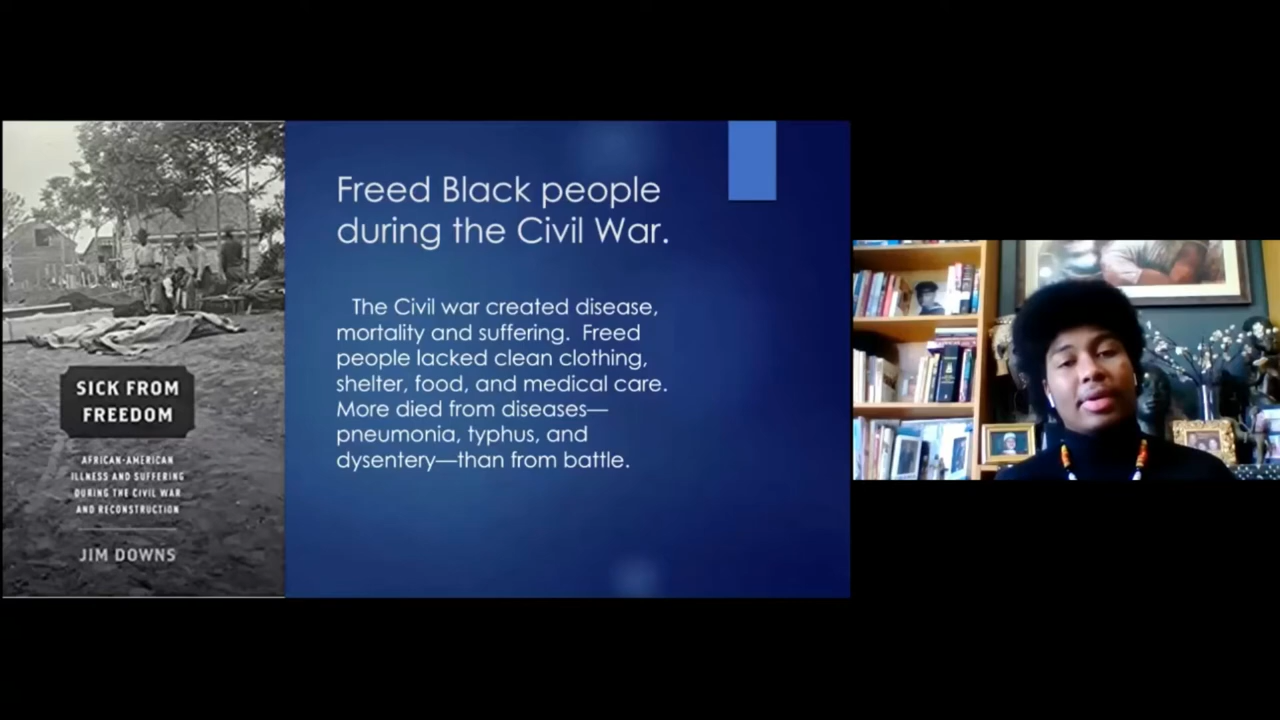 SICK FROM
FREEDOM
AFRICAN-AMERICAN
ILLNESS AND SUFFERING
DURING THE CIVIL WAR
AND RECONSTRUCTION
JIM DOWNS
Freed Black people
during the Civil War.
The Civil war created disease,
mortality and suffering. Freed
people lacked clean clothing,
shelter, food, and medical care.
More died from diseases—
pneumonia, typhus, and
dysentery—than from battle.